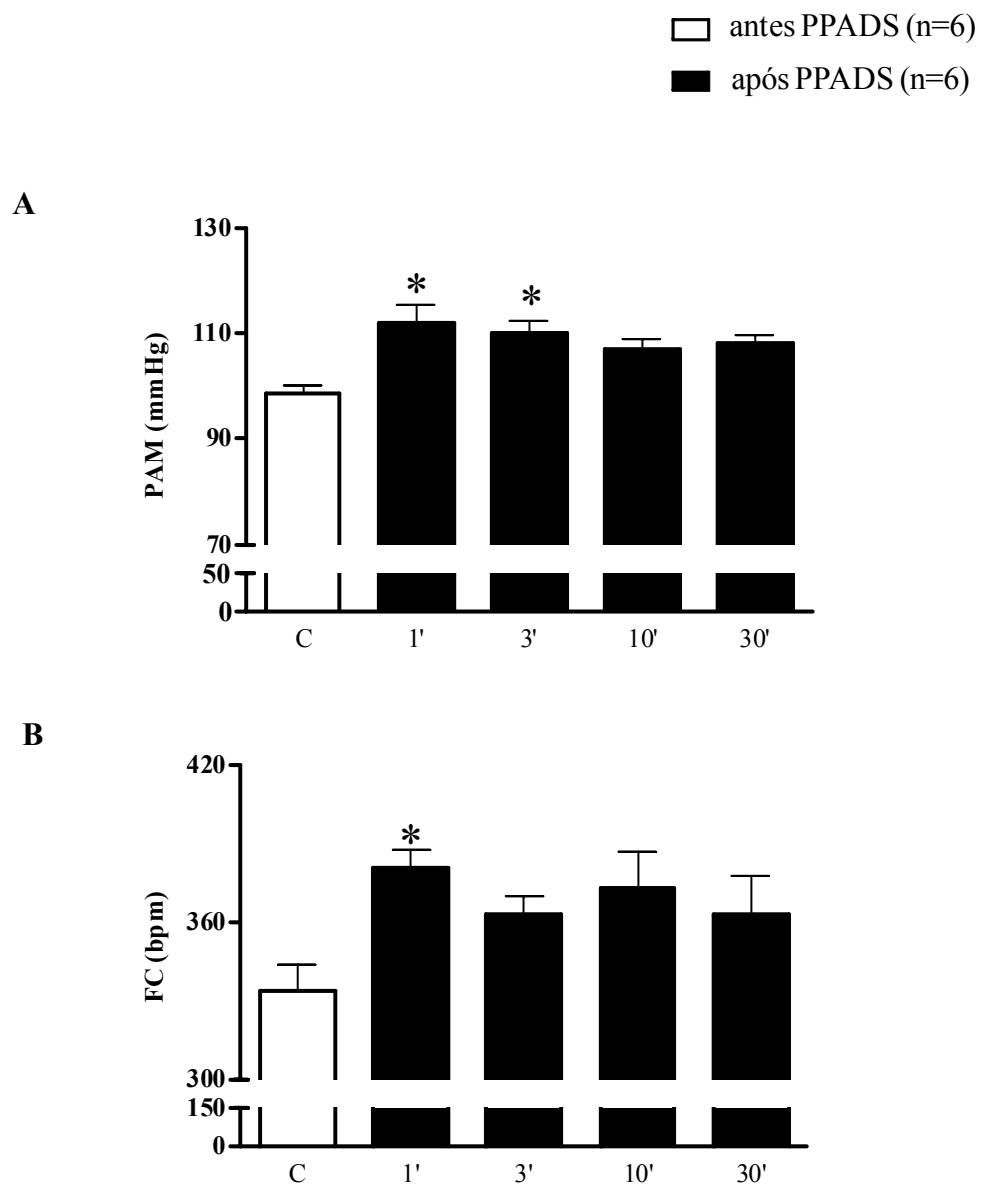 antes PPADS (n=6)
após PPADS (n=6)
A
PAM (mmHg)
130
110
90
70
50
0
* *
C 1' 3' 10' 30'
B
FC (bpm)
420
360
300
150
0
*
C 1' 3' 10' 30'